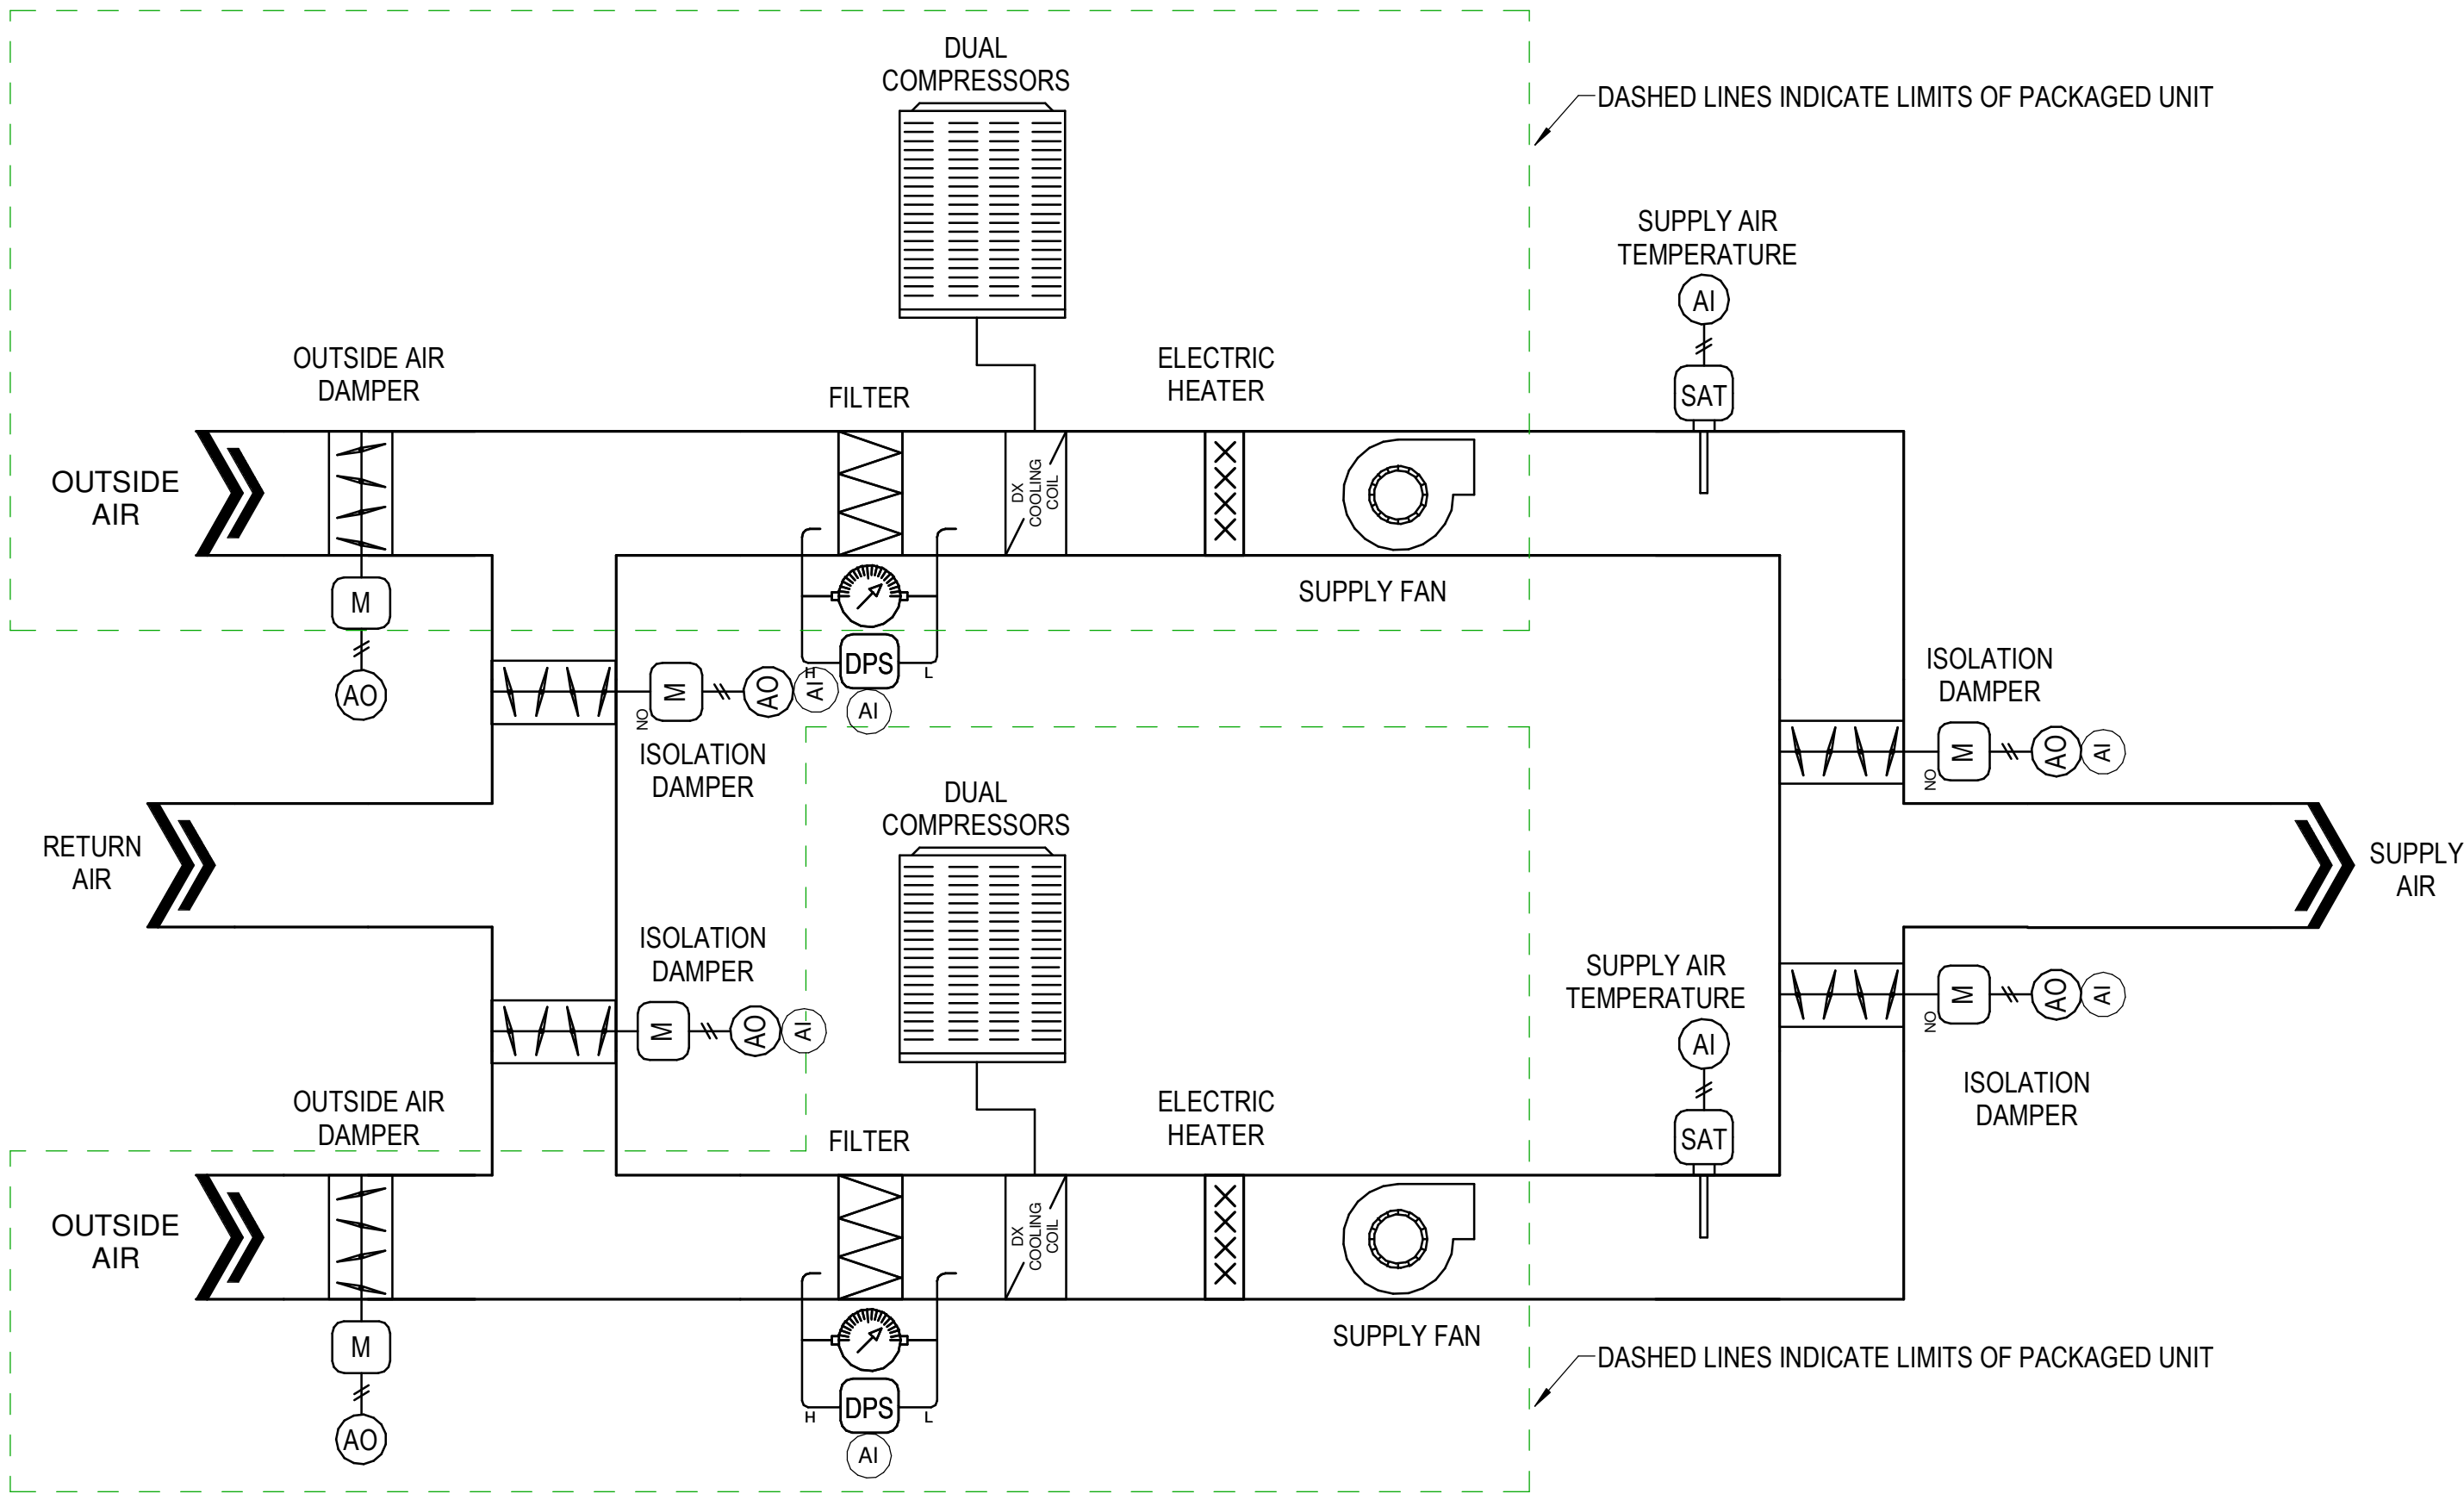 DUAL
COMPRESSORS
DASHED LINES INDICATE LIMITS OF PACKAGED UNIT
SUPPLY AIR
TEMPERATURE
AI
SAT
OUTSIDE AIR
DAMPER
FILTER
ELECTRIC
HEATER
OUTSIDE
AIR
DX
COOLING
COIL
M
AO
SUPPLY FAN
NO
M
AO
AI
ISOLATION
DAMPER
H
DPS
L
AI
ISOLATION
DAMPER
NO
M
AO
AI
DUAL
COMPRESSORS
RETURN
AIR
SUPPLY
AIR
ISOLATION
DAMPER
M
AO
AI
SUPPLY AIR
TEMPERATURE
AI
SAT
NO
M
AO
AI
ISOLATION
DAMPER
OUTSIDE AIR
DAMPER
FILTER
ELECTRIC
HEATER
OUTSIDE
AIR
DX
COOLING
COIL
M
AO
H
DPS
L
AI
SUPPLY FAN
DASHED LINES INDICATE LIMITS OF PACKAGED UNIT